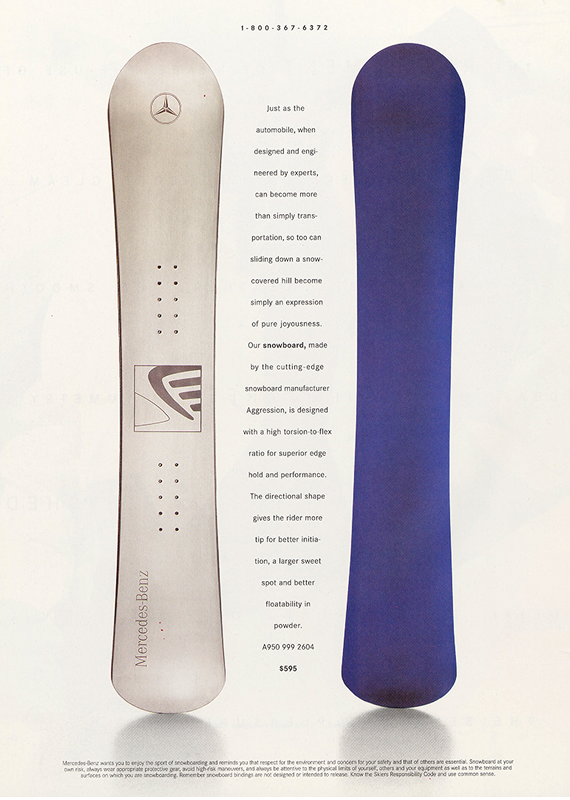 1-800-367-6372
Just as the
automobile, when
designed and engi-
neered by experts,
can become more
than simply trans-
portation, so too can
sliding down a snow-
covered hill become
simply an expression
of pure joyousness.
Our snowboard, made
by the cutting-edge
snowboard manufacturer
Aggression, is designed
with a high torsion-to-flex
ratio for superior edge
hold and performance.
The directional shape
gives the rider more
tip for better initia-
tion, a larger sweet
spot and better
floatability in
powder.
A950 999 2604
$595
Mercedes-Benz
Mercedes-Benz wants you to enjoy the sport of snowboarding and reminds you that respect for the environment and concern for your safety and that of others are essential. Snowboard at your
own risk, always wear appropriate protective gear, avoid high-risk maneuvers, and always be attentive to the physical limits of yourself, others and your equipment as well as to the terrains and
surfaces on which you are snowboarding. Remember snowboard bindings are not designed or intended to release. Know the Skiers Responsibility Code and use common sense.